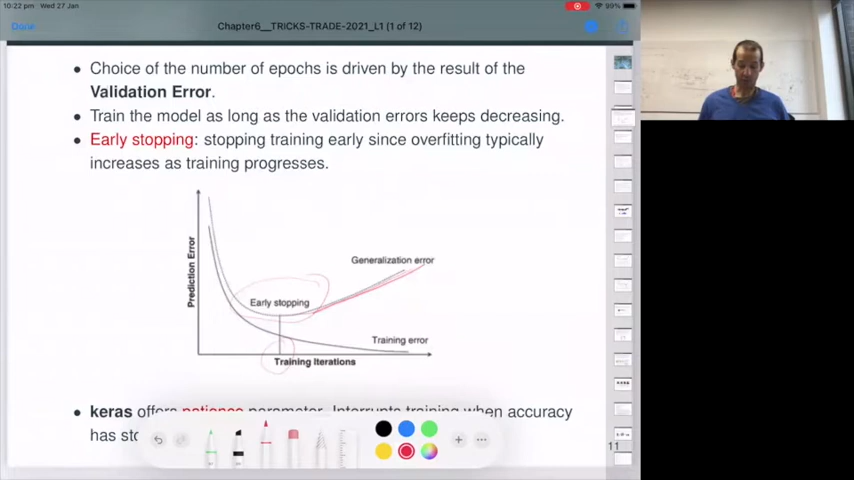 10:22 pm Wed 27 Jan
99%
Done
Chapter6__TRICKS-TRADE-2021_L1 (1 of 12)
• Choice of the number of epochs is driven by the result of the
Validation Error.
• Train the model as long as the validation errors keeps decreasing.
• Early stopping: stopping training early since overfitting typically
increases as training progresses.
Prediction Error
Generalization error
Early stopping
Training error
Training Iterations
• keras offers patience parameter. Interrupts training when accuracy
has
11